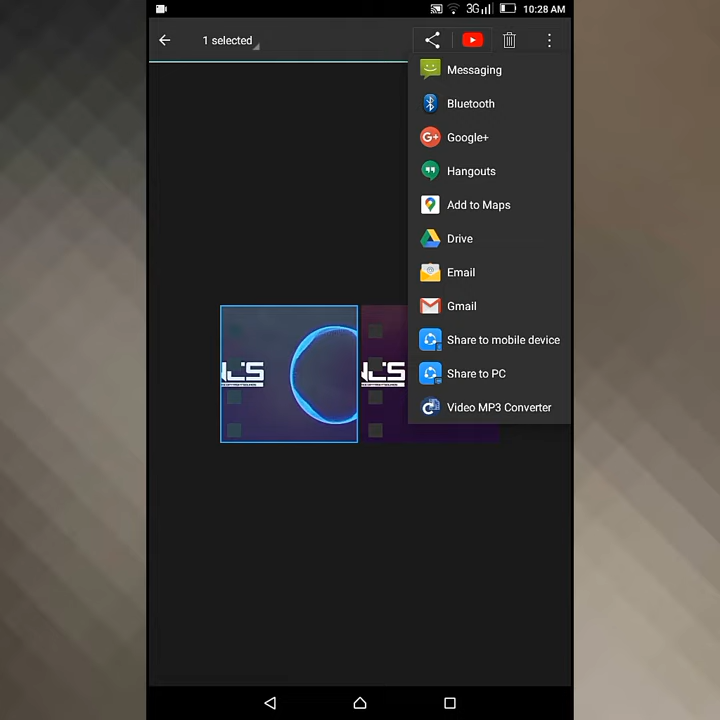 3G 10:28 AM
1 selected
Messaging
Bluetooth
Google+
Hangouts
Add to Maps
Drive
Email
Gmail
Share to mobile device
Share to PC
Video MP3 Converter